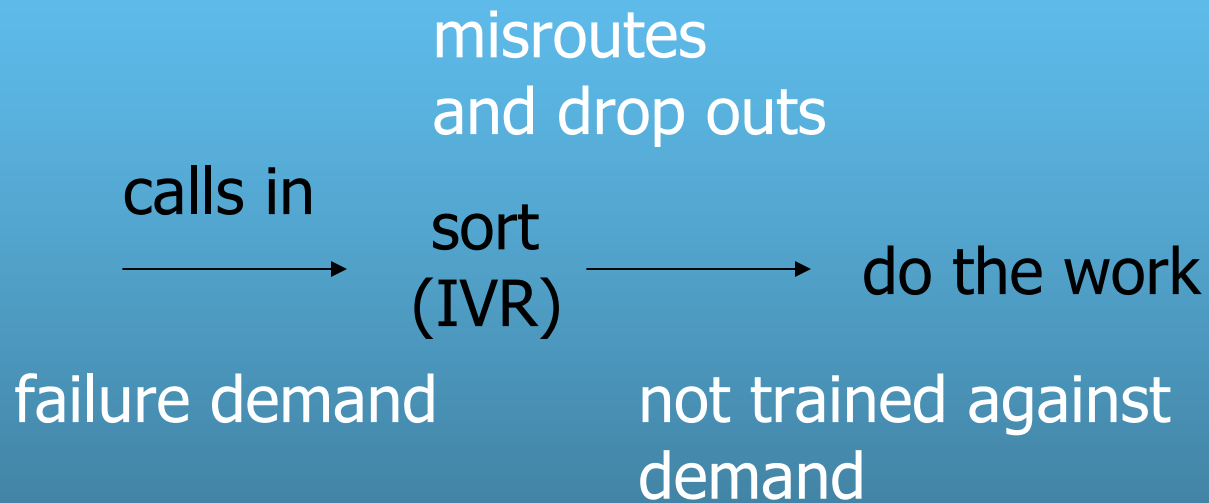 misroutes
and drop outs
calls in
sort
(IVR)
do the work
failure demand
not trained against
demand